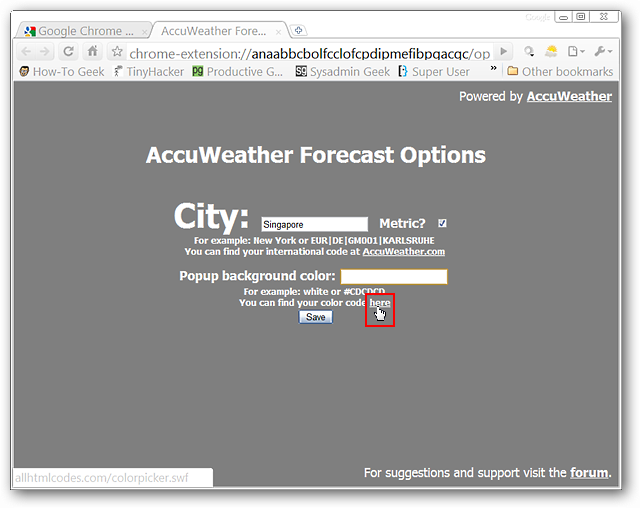 Google
Google Chrome ...
AccuWeather Fore...
chrome-extension://anaabbcbolfcclofcpdipmefibpgacgc/op
How-To Geek
TinyHacker
Productive G...
Sysadmin Geek
Super User
»
Other bookmarks
Powered by AccuWeather
AccuWeather Forecast Options
City: Singapore Metric?
For example: New York or EUR|DE|GM001|KARLSRUHE
You can find your international code at AccuWeather.com
Popup background color:
For example: white or #CDCDCD
You can find your color code here
Save
allhtmlcodes.com/colorpicker.swf
For suggestions and support visit the forum.